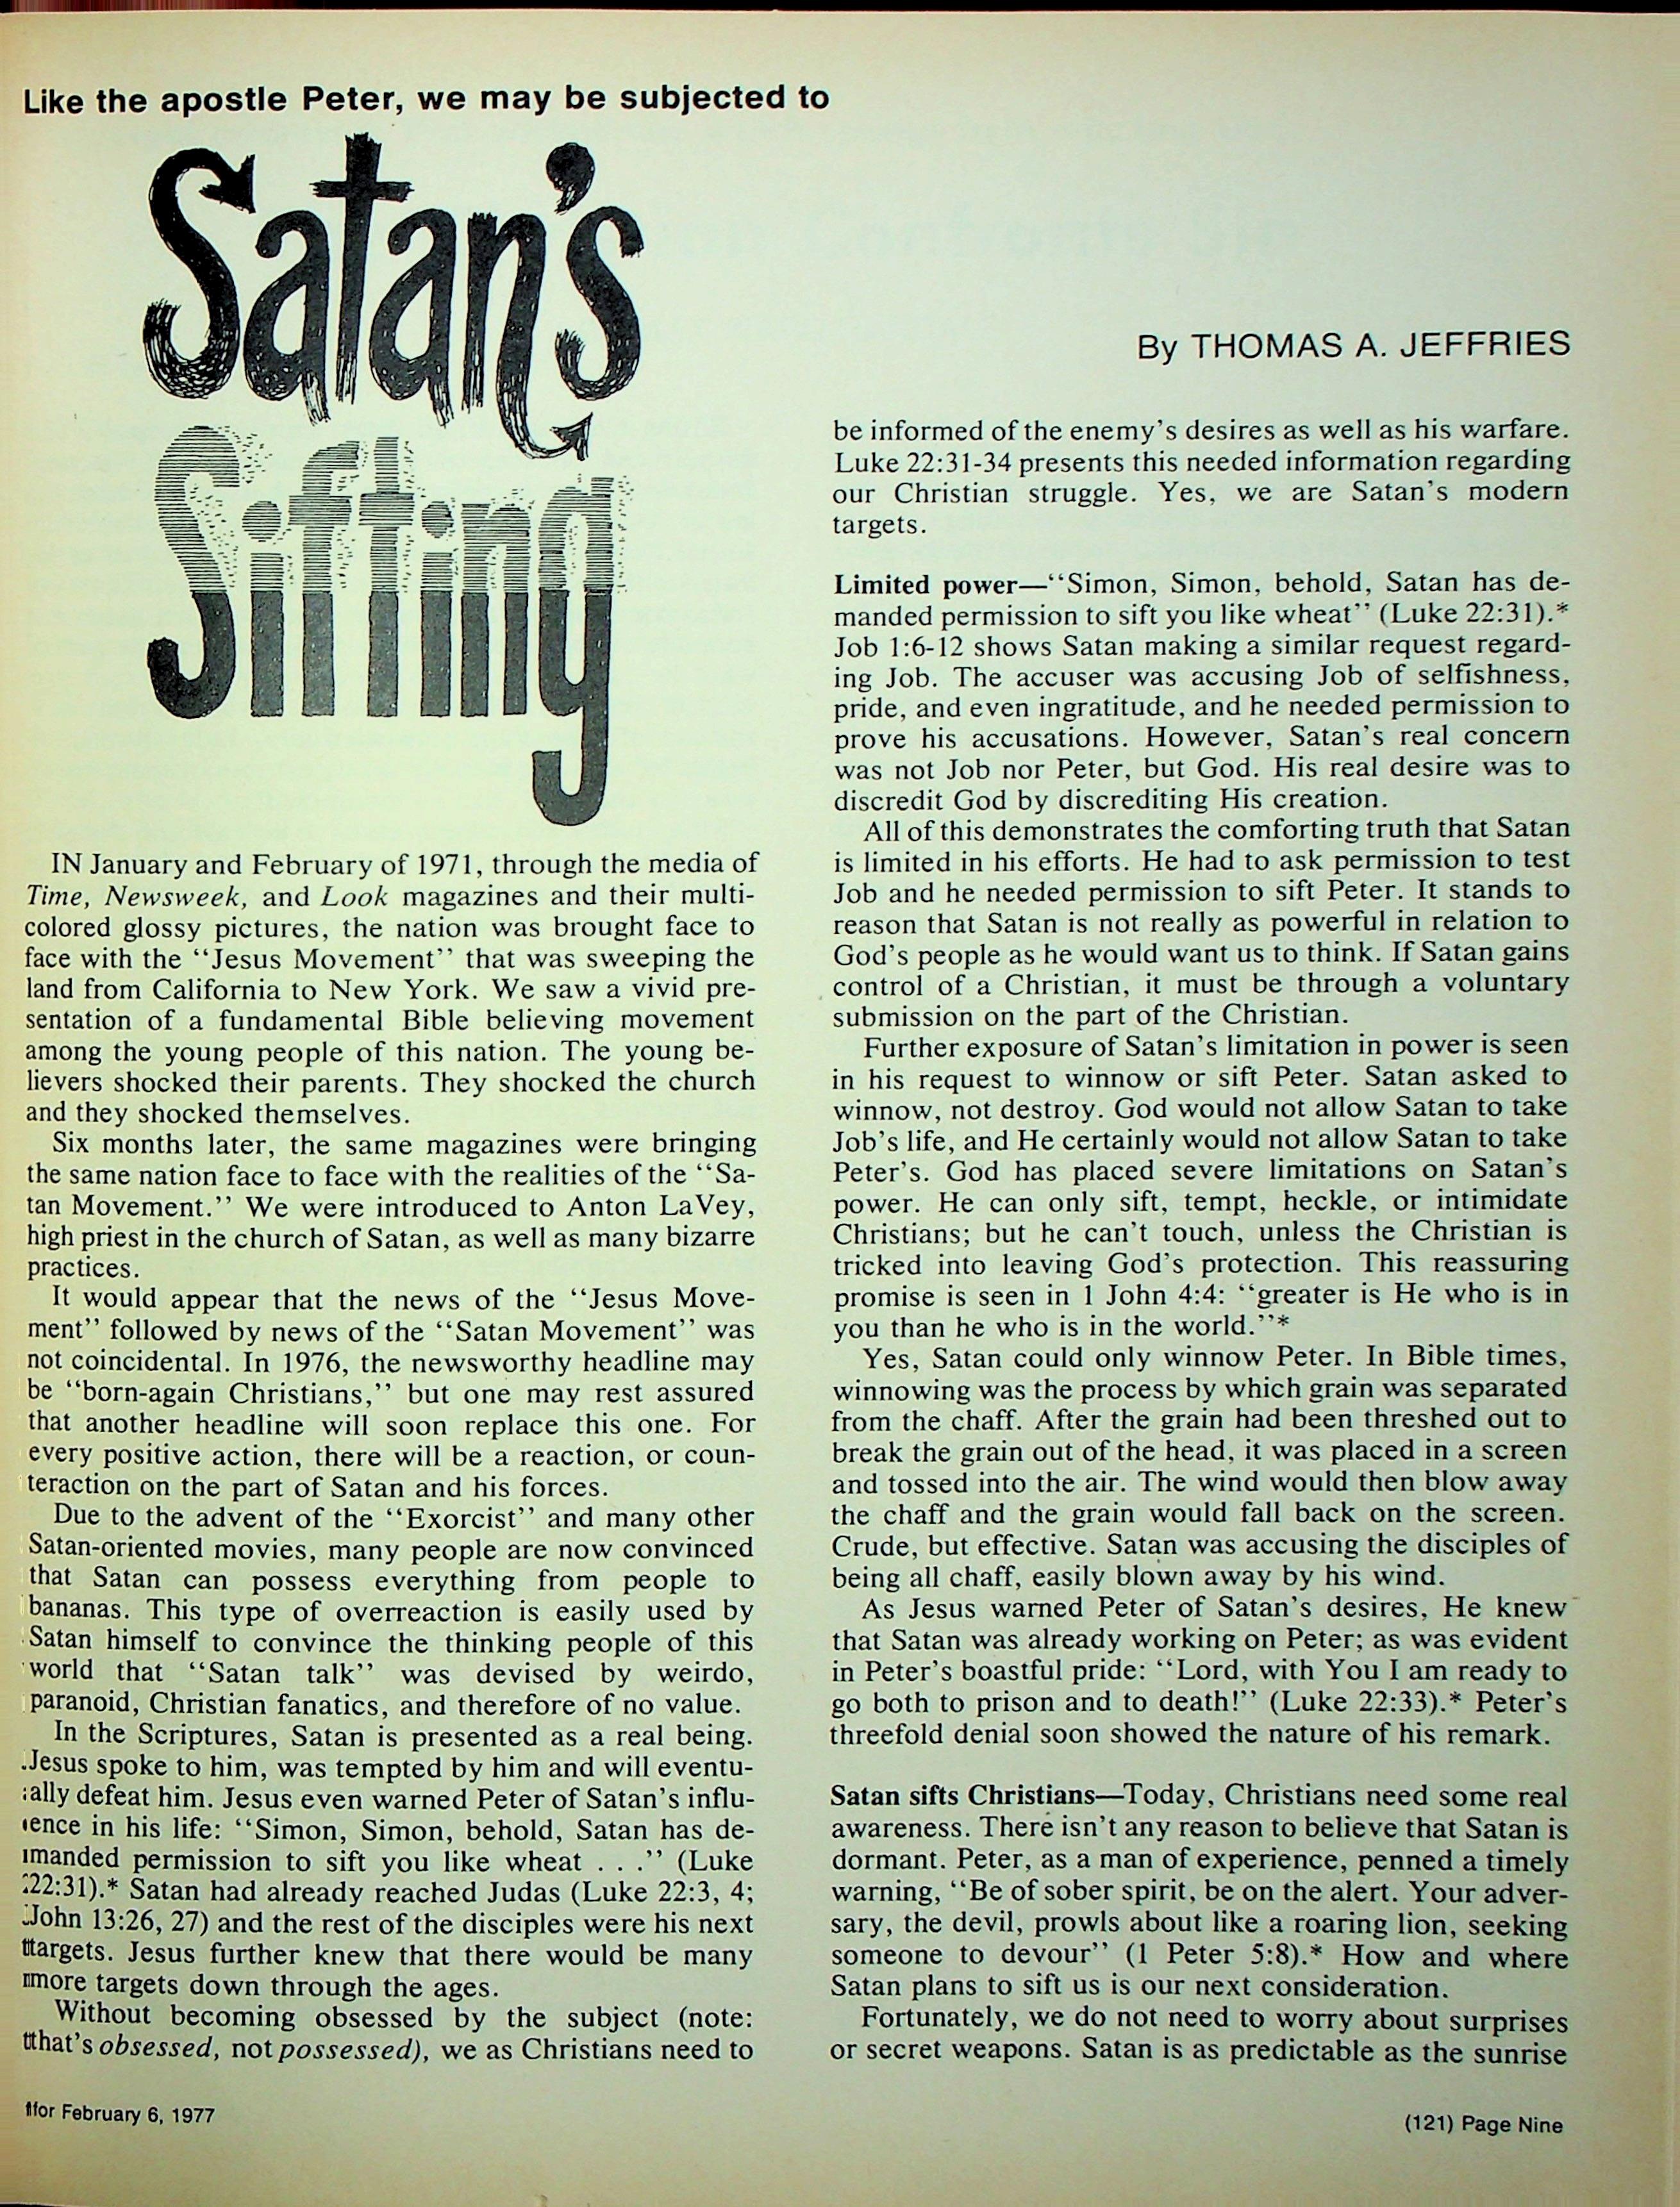 Like the apostle Peter, we may be subjected to
Satan's
Sifting
By THOMAS A. JEFFRIES
IN January and February of 1971, through the media of
Time, Newsweek, and Look magazines and their multi-
colored glossy pictures, the nation was brought face to
face with the “Jesus Movement” that was sweeping the
land from California to New York. We saw a vivid pre-
sentation of a fundamental Bible believing movement
among the young people of this nation. The young be-
lievers shocked their parents. They shocked the church
and they shocked themselves.
Six months later, the same magazines were bringing
the same nation face to face with the realities of the “Sa-
tan Movement.” We were introduced to Anton LaVey,
high priest in the church of Satan, as well as many bizarre
practices.
It would appear that the news of the “Jesus Move-
ment” followed by news of the “Satan Movement” was
not coincidental. In 1976, the newsworthy headline may
be “born-again Christians,” but one may rest assured
that another headline will soon replace this one. For
every positive action, there will be a reaction, or coun-
teraction on the part of Satan and his forces.
Due to the advent of the “Exorcist” and many other
Satan-oriented movies, many people are now convinced
that Satan can possess everything from people to
bananas. This type of overreaction is easily used by
Satan himself to convince the thinking people of this
world that “Satan talk” was devised by weirdo,
paranoid, Christian fanatics, and therefore of no value.
In the Scriptures, Satan is presented as a real being.
Jesus spoke to him, was tempted by him and will eventu-
ally defeat him. Jesus even warned Peter of Satan's influ-
ence in his life: “Simon, Simon, behold, Satan has de-
manded permission to sift you like wheat . . .” (Luke
22:31).* Satan had already reached Judas (Luke 22:3, 4;
John 13:26, 27) and the rest of the disciples were his next
targets. Jesus further knew that there would be many
more targets down through the ages.
Without becoming obsessed by the subject (note:
that's obsessed, not possessed), we as Christians need to
be informed of the enemy's desires as well as his warfare.
Luke 22:31-34 presents this needed information regarding
our Christian struggle. Yes, we are Satan's modern
targets.
Limited power—“Simon, Simon, behold, Satan has de-
manded permission to sift you like wheat” (Luke 22:31).*
Job 1:6-12 shows Satan making a similar request regard-
ing Job. The accuser was accusing Job of selfishness,
pride, and even ingratitude, and he needed permission to
prove his accusations. However, Satan's real concern
was not Job nor Peter, but God. His real desire was to
discredit God by discrediting His creation.
All of this demonstrates the comforting truth that Satan
is limited in his efforts. He had to ask permission to test
Job and he needed permission to sift Peter. It stands to
reason that Satan is not really as powerful in relation to
God's people as he would want us to think. If Satan gains
control of a Christian, it must be through a voluntary
submission on the part of the Christian.
Further exposure of Satan's limitation in power is seen
in his request to winnow or sift Peter. Satan asked to
winnow, not destroy. God would not allow Satan to take
Job's life, and He certainly would not allow Satan to take
Peter's. God has placed severe limitations on Satan's
power. He can only sift, tempt, heckle, or intimidate
Christians; but he can't touch, unless the Christian is
tricked into leaving God's protection. This reassuring
promise is seen in 1 John 4:4: “greater is He who is in
you than he who is in the world.”*
Yes, Satan could only winnow Peter. In Bible times,
winnowing was the process by which grain was separated
from the chaff. After the grain had been threshed out to
break the grain out of the head, it was placed in a screen
and tossed into the air. The wind would then blow away
the chaff and the grain would fall back on the screen.
Crude, but effective. Satan was accusing the disciples of
being all chaff, easily blown away by his wind.
As Jesus warned Peter of Satan's desires, He knew
that Satan was already working on Peter; as was evident
in Peter's boastful pride: “Lord, with You I am ready to
go both to prison and to death!” (Luke 22:33).* Peter's
threefold denial soon showed the nature of his remark.
Satan sifts Christians—Today, Christians need some real
awareness. There isn't any reason to believe that Satan is
dormant. Peter, as a man of experience, penned a timely
warning, “Be of sober spirit, be on the alert. Your adver-
sary, the devil, prowls about like a roaring lion, seeking
someone to devour” (1 Peter 5:8).* How and where
Satan plans to sift us is our next consideration.
Fortunately, we do not need to worry about surprises
or secret weapons. Satan is as predictable as the sunrise
for February 6, 1977
(121) Page Nine